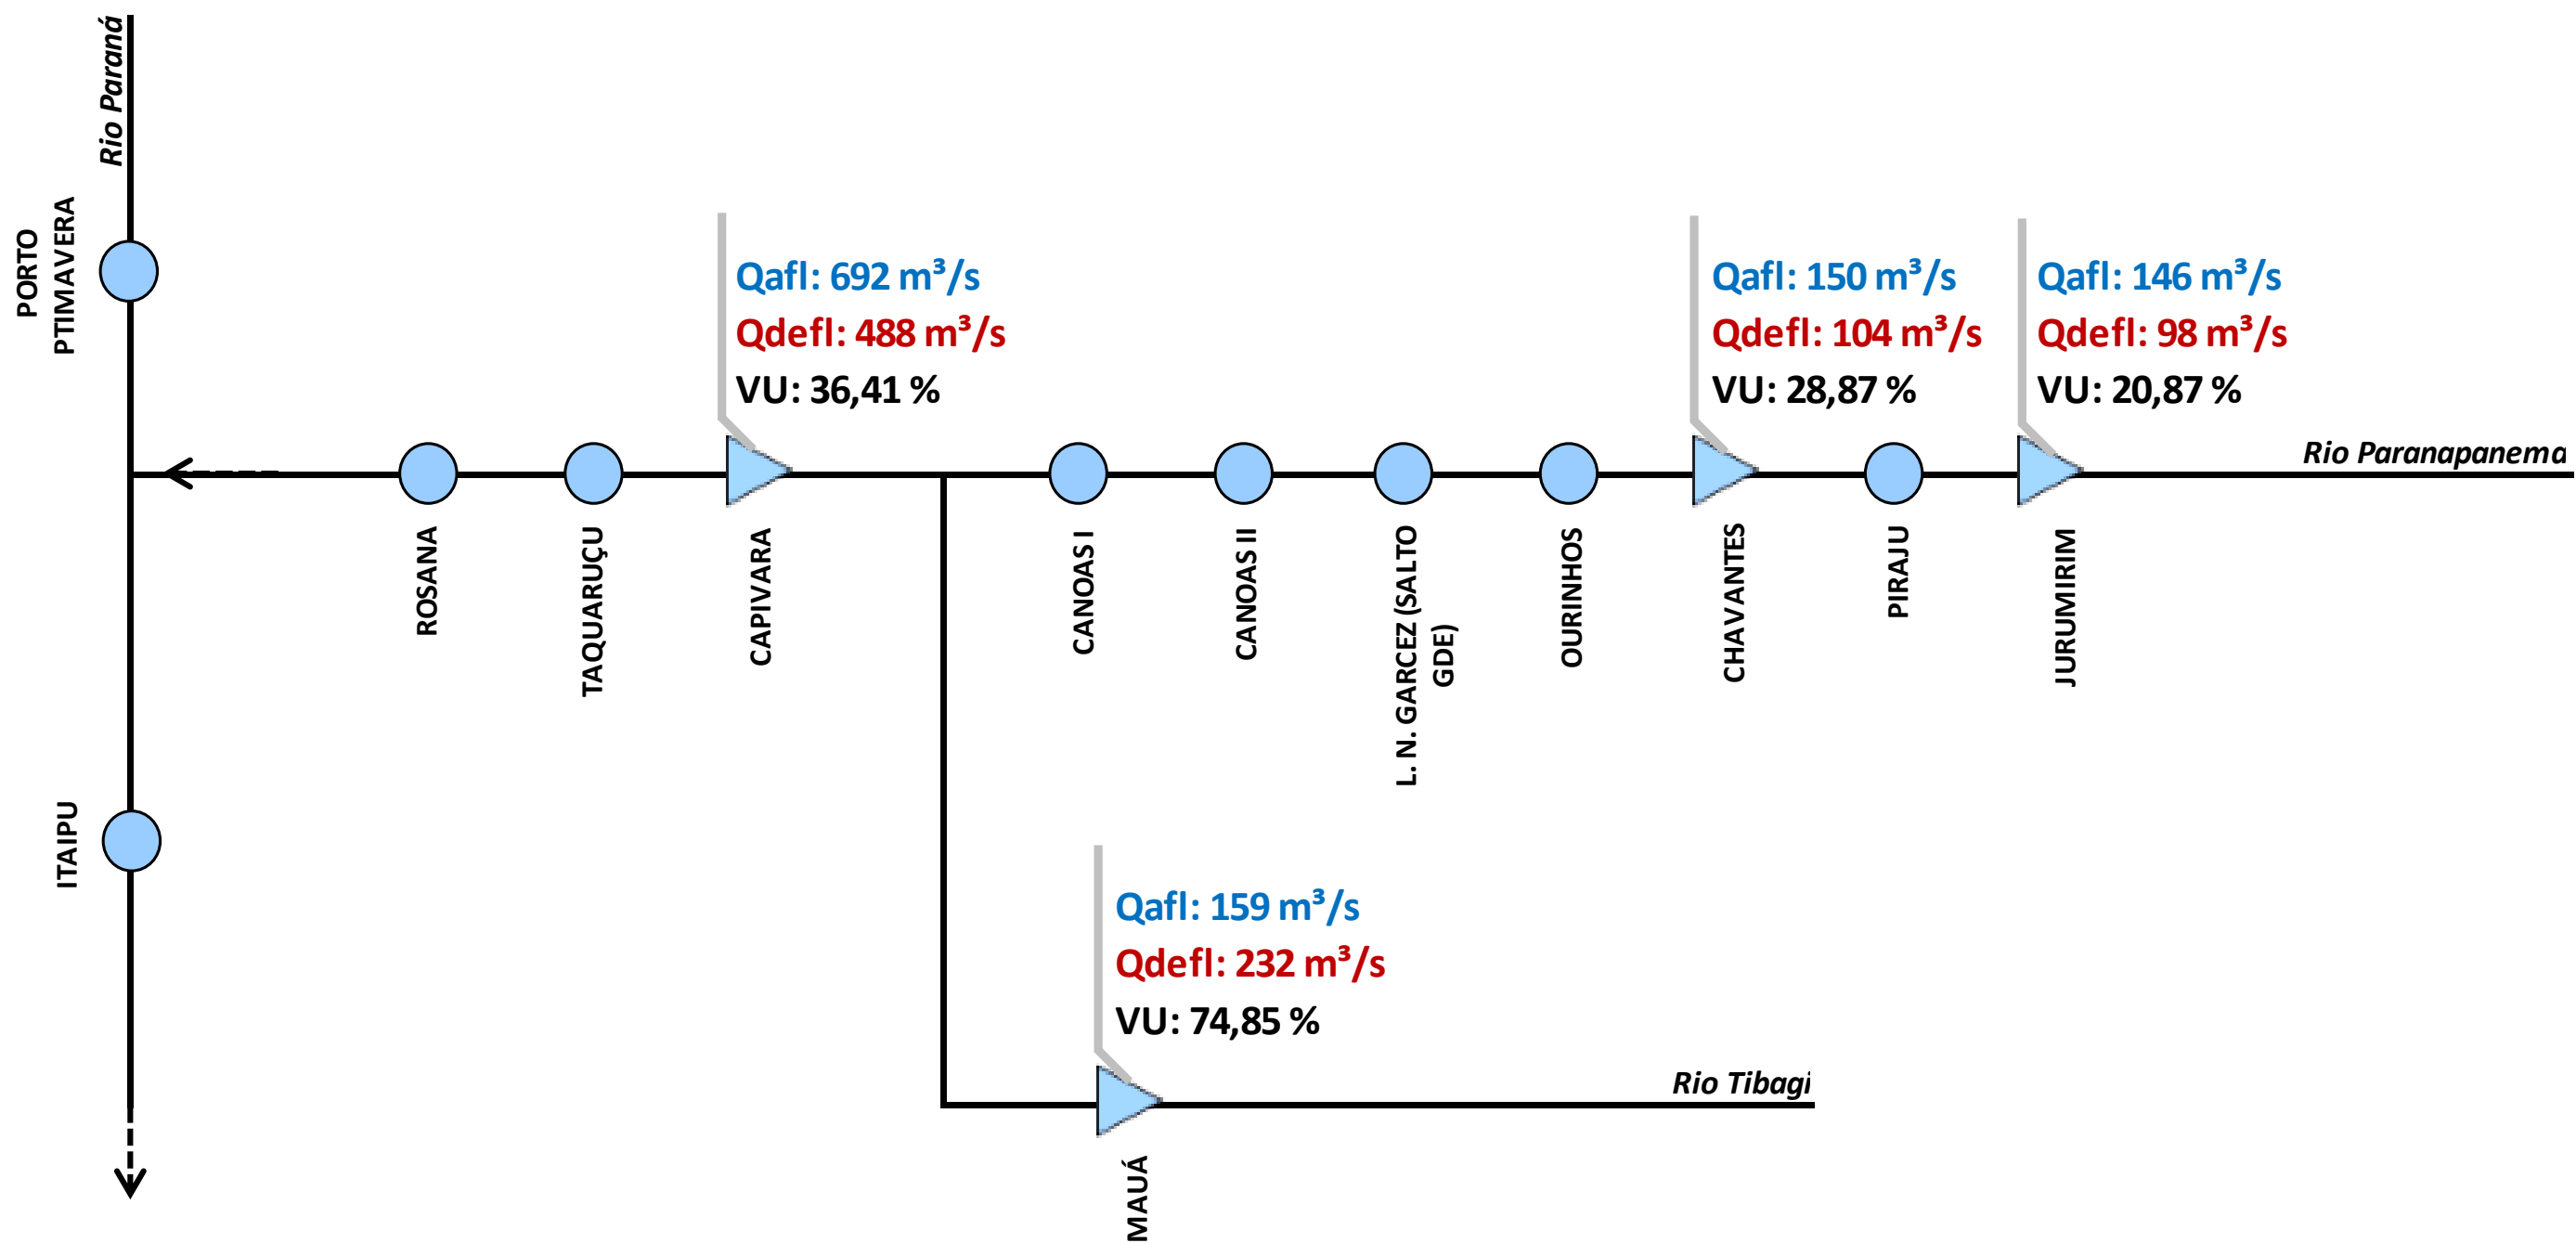 Rio Paraná
PORTO
PTIMAVERA
Qafl: 692 m³/s
Qdefl: 488 m³/s
VU: 36,41 %
Qafl: 150 m³/s
Qdefl: 104 m³/s
VU: 28,87 %
Qafl: 146 m³/s
Qdefl: 98 m³/s
VU: 20,87 %
Rio Paranapanema
ROSANA
TAQUARUÇU
CAPIVARA
CANOAS I
CANOAS II
L. N. GARCEZ (SALTO
GDE)
OURINHOS
CHAVANTES
PIRAJU
JURUMIRIM
ITAIPU
Qafl: 159 m³/s
Qdefl: 232 m³/s
VU: 74,85 %
Rio Tibagi
MAUÁ